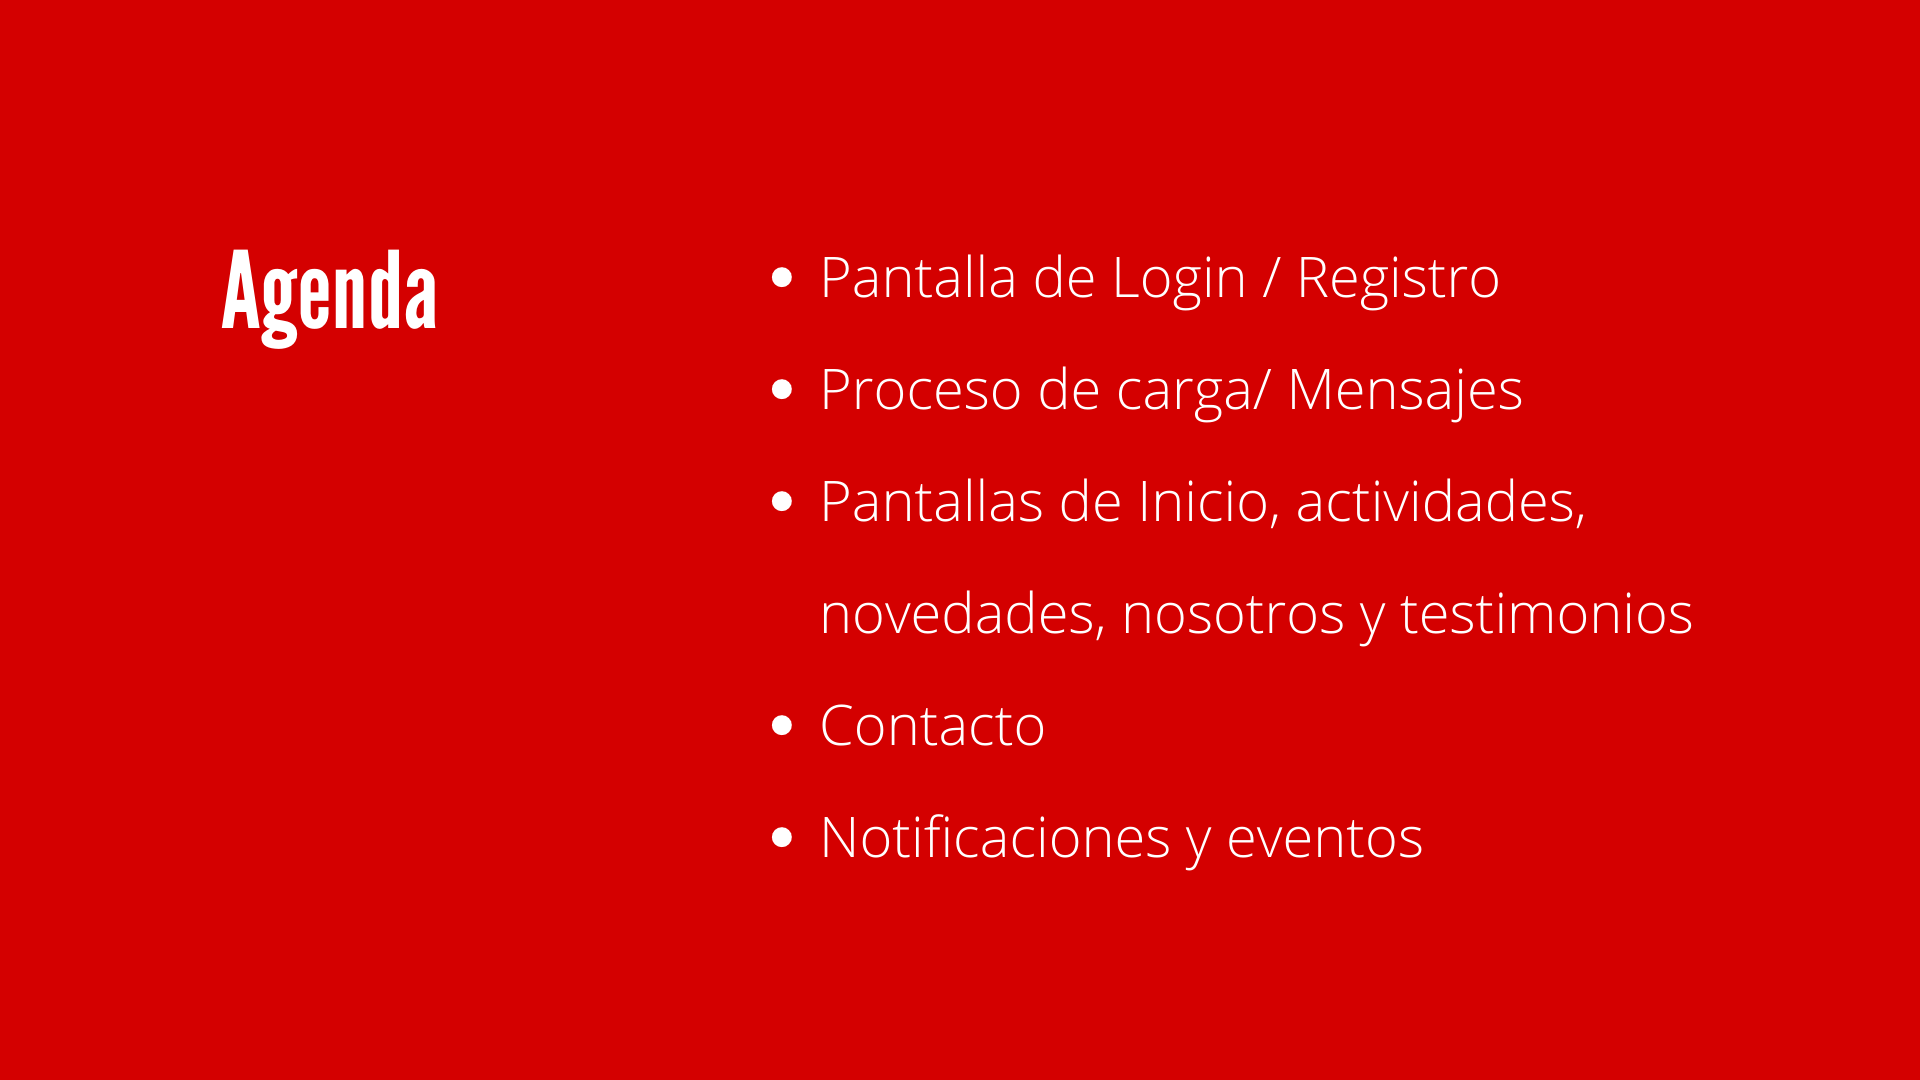 Agenda
• Pantalla de Login / Registro
• Proceso de carga/ Mensajes
• Pantallas de Inicio, actividades,
novedades, nosotros y testimonios
• Contacto
• Notificaciones y eventos